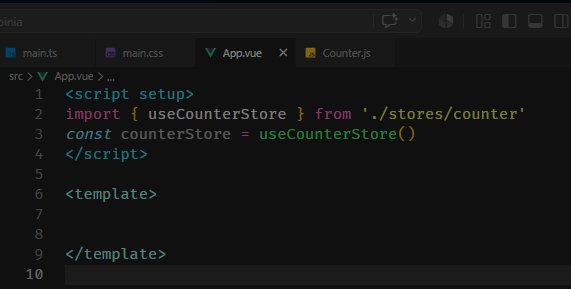 pinia
main.ts
main.css
App.vue
Counter.js
src > App.vue > ...
1 <script setup>
2 import { useCounterStore } from './stores/counter'
3 const counterStore = useCounterStore()
4 </script>
5
6 <template>
7
8
9 </template>
10